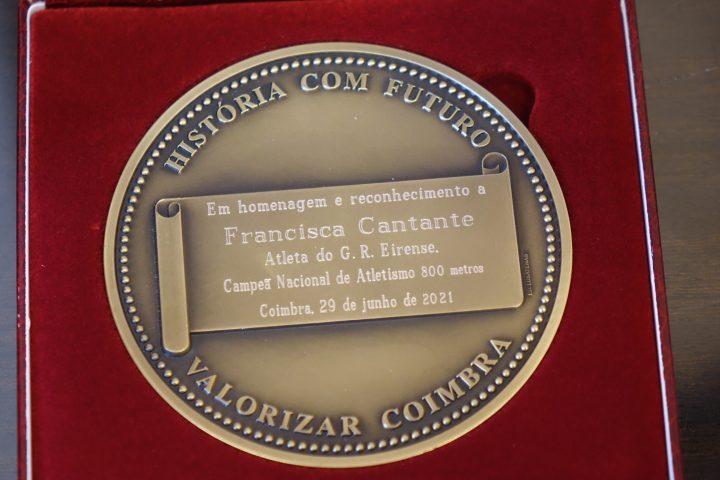 HISTÓRIA COM FUTURO
Em homenagem e reconhecimento a
Francisca Cantante
Atleta do G. R. Eirense.
Campeã Nacional de Atletismo 800 metros
Coimbra, 29 de junho de 2021
VALORIZAR COIMBRA